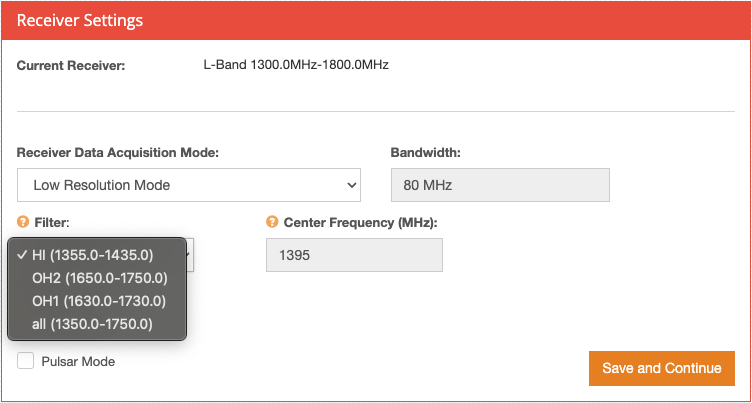 Receiver Settings
Current Receiver: L-Band 1300.0MHz-1800.0MHz
Receiver Data Acquisition Mode: Bandwidth:
Low Resolution Mode 80 MHz
? Filter: ? Center Frequency (MHz):
✓ HI (1355.0-1435.0) 1395
OH2 (1650.0-1750.0)
OH1 (1630.0-1730.0)
all (1350.0-1750.0)
Pulsar Mode
Save and Continue